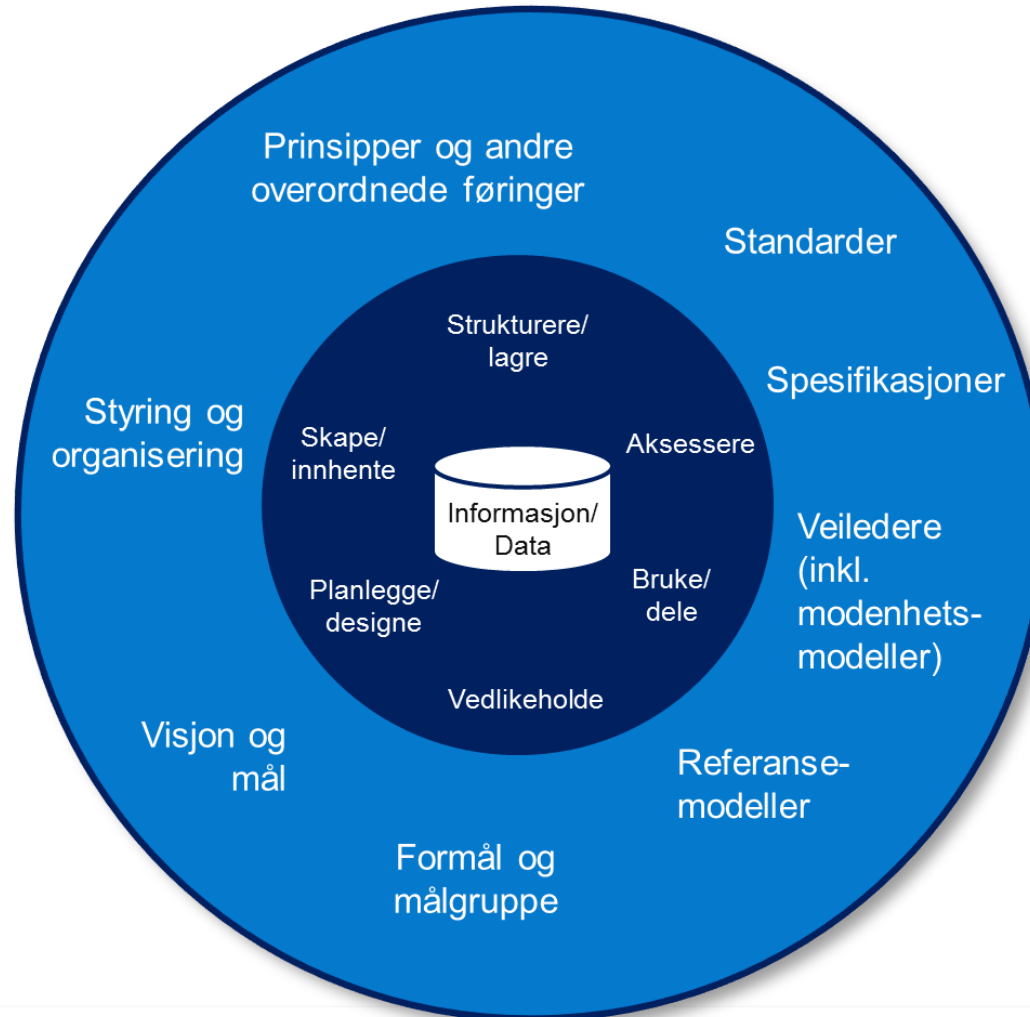 Prinsipper og andre
overordnede føringer
Standarder
Spesifikasjoner
Veiledere
(inkl.
modenhets-
modeller)
Referanse-
modeller
Formål og
målgruppe
Visjon og
mål
Styring og
organisering
Strukturere/
lagre
Aksessere
Bruke/
dele
Vedlikeholde
Planlegge/
designe
Skape/
innhente
Informasjon/
Data